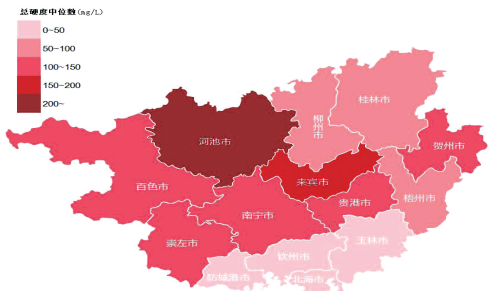 总硬度中位数(mg/L)
0~50
50~100
100~150
150~200
200~
桂林市
柳州市
河池市
贺州市
来宾市
百色市
贵港市
梧州市
南宁市
崇左市
玉林市
钦州市
防城港市
北海市